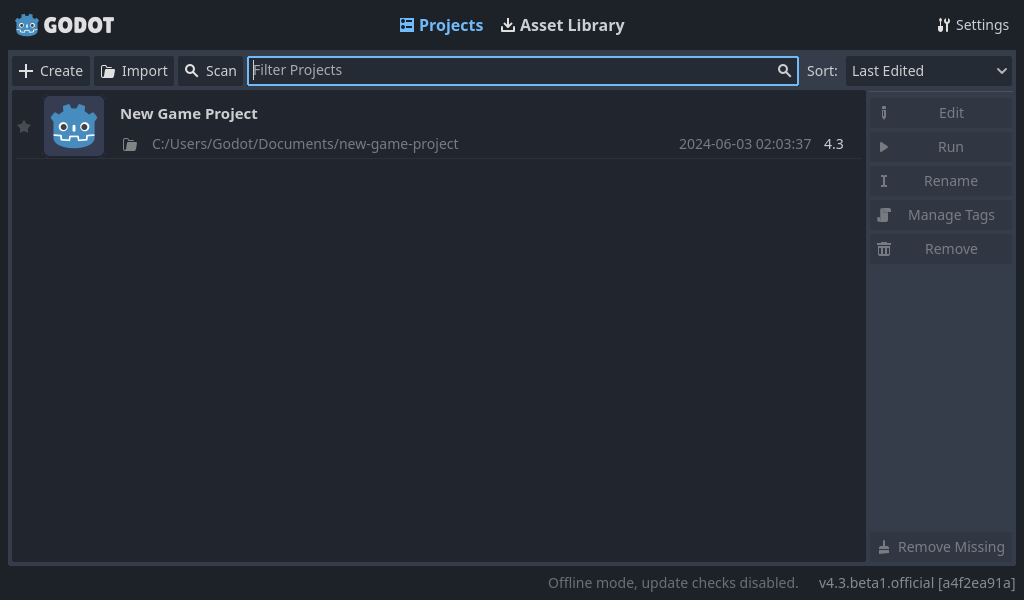 GODOT
Projects
Asset Library
Settings
Create
Import
Scan
Filter Projects
Sort:
Last Edited
New Game Project
C:/Users/Godot/Documents/new-game-project
2024-06-03 02:03:37
4.3
Edit
Run
Rename
Manage Tags
Remove
Remove Missing
Offline mode, update checks disabled.
v4.3.beta1.official [a4f2ea91a]